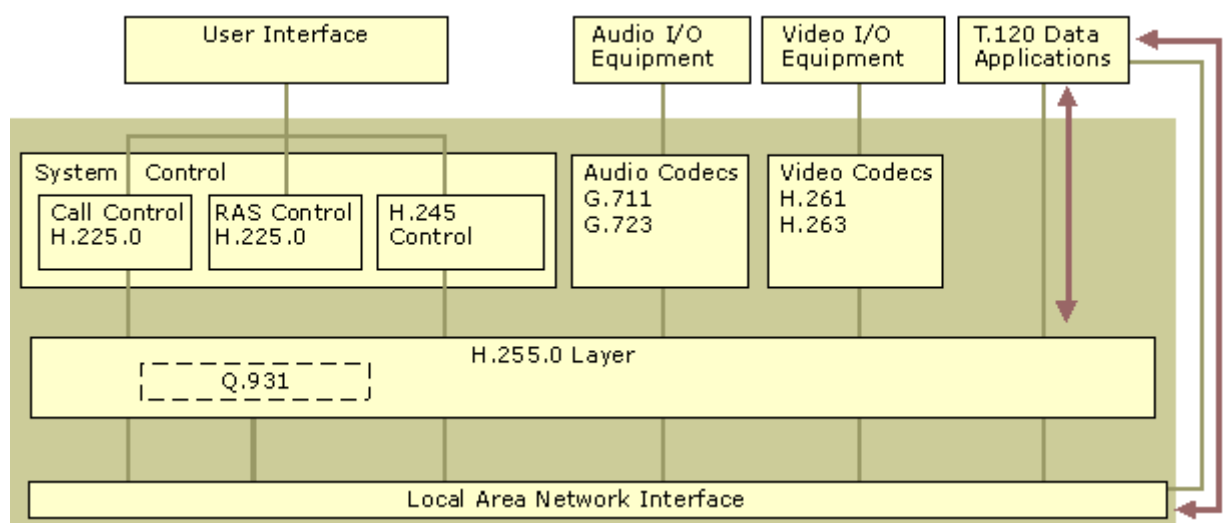 User Interface
Audio I/O
Equipment
Video I/O
Equipment
T.120 Data
Applications
System Control
Call Control
H.225.0
RAS Control
H.225.0
H.245
Control
Audio Codecs
G.711
G.723
Video Codecs
H.261
H.263
H.255.0 Layer
Q.931
Local Area Network Interface